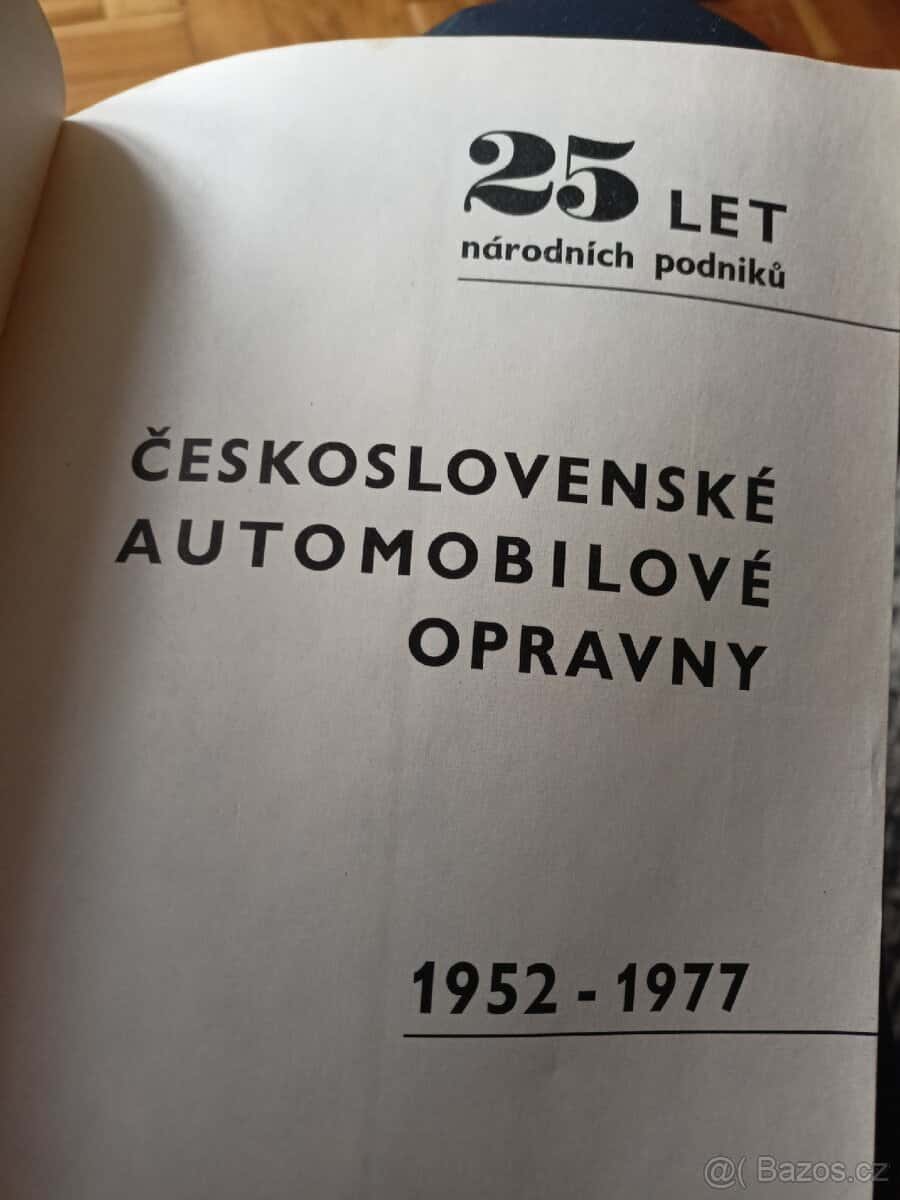 25 LET
národních podniků
ČESKOSLOVENSKÉ
AUTOMOBILOVÉ
OPRAVNY
1952 - 1977
@( Bazos.cz